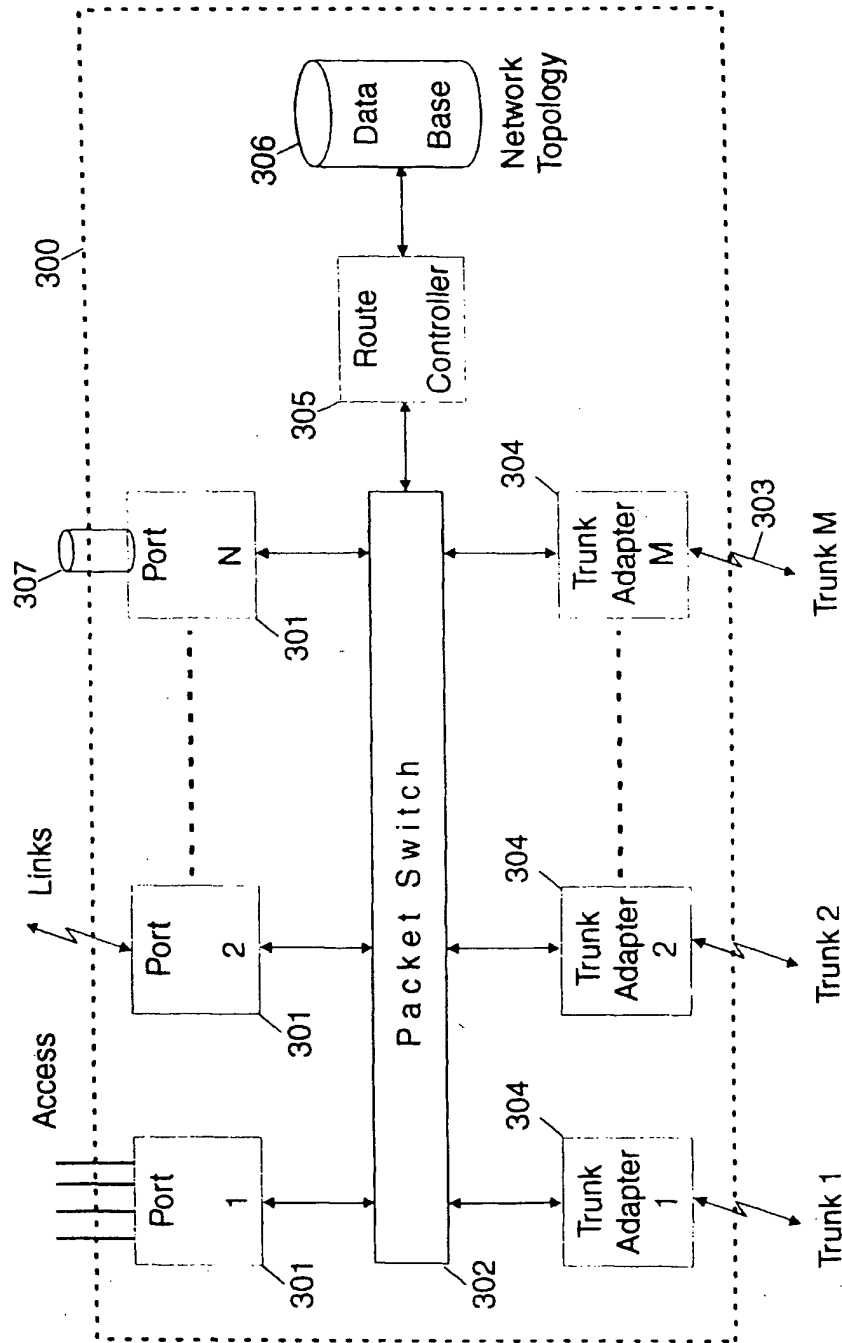 Access
Links
307
300
Port
1
Port
2
Port
N
301
301
301
306
Data
Base
Network
Topology
305
Route
Controller
Packet Switch
302
304
304
304
Trunk
Adapter
1
Trunk
Adapter
2
Trunk
Adapter
M
303
Trunk 1
Trunk 2
Trunk M